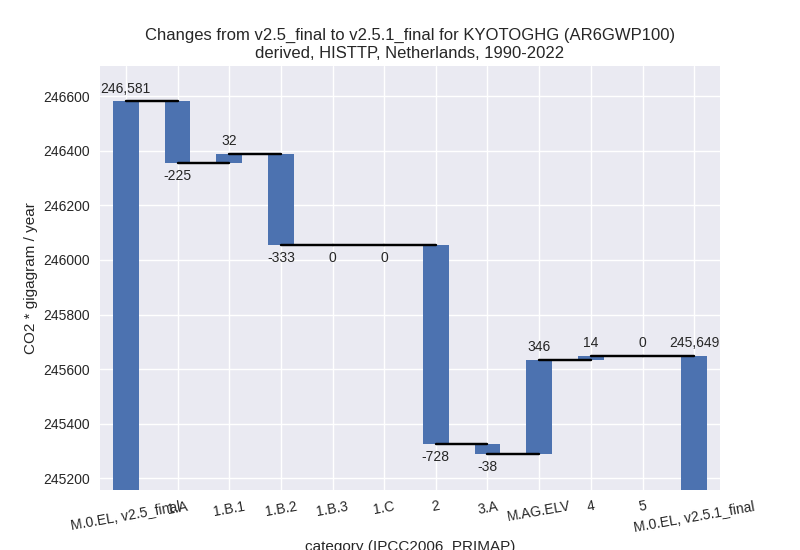 Changes from v2.5_final to v2.5.1_final for KYOTOGHG (AR6GWP100)
derived, HISTTP, Netherlands, 1990-2022
CO2 * gigagram / year
246600
246400
246200
246000
245800
245600
245400
245200
246,581
-225
32
-333
0
0
-728
-38
346
14
0
245,649
M.0.EL, v2.5_final
1.A
1.B.1
1.B.2
1.B.3
1.C
2
3.A
M.AG.ELV
4
5
M.0.EL, v2.5.1_final
category (IPCC2006_PRIMAP)